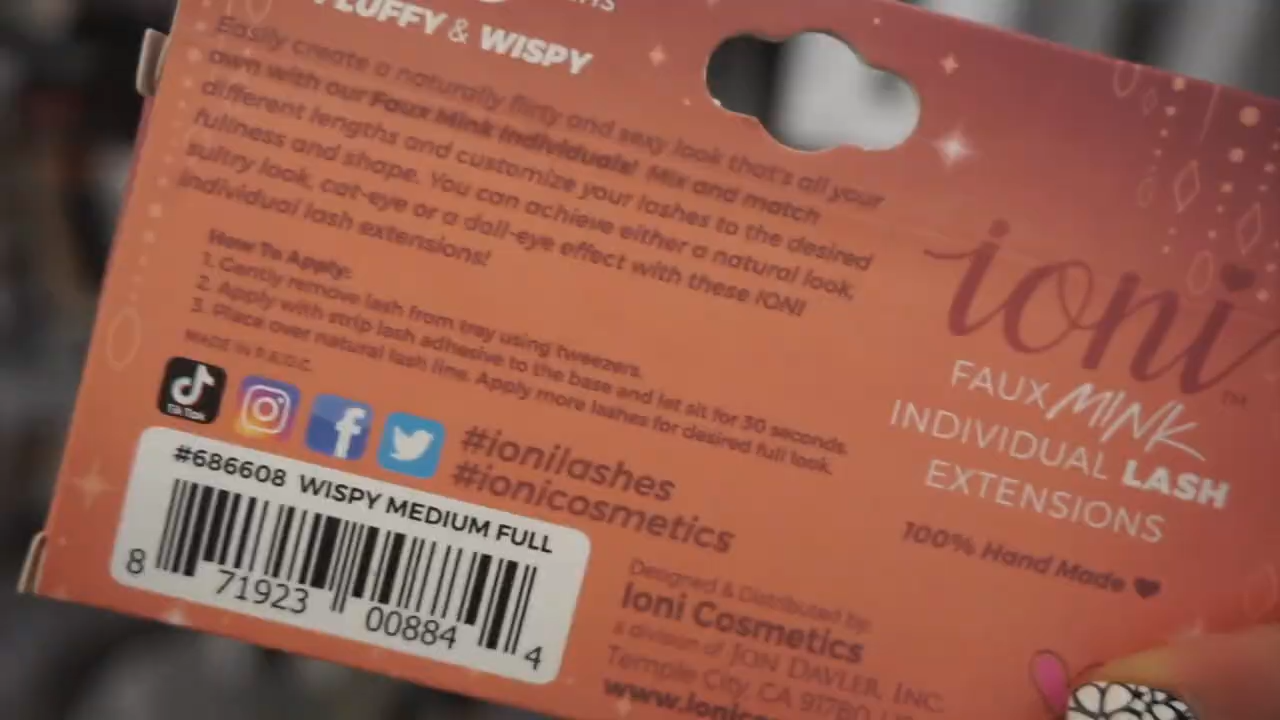 FLUFFY & WISPY
Easily create a naturally flirty and sexy look that's all your
own with our Faux Mink Individuals! Mix and match
different lengths and customize your lashes to the desired
fullness and shape. You can achieve either a natural look,
sultry look, cat-eye or a doll-eye effect with these IONI
individual lash extensions!
How To Apply:
1. Gently remove lash from tray using tweezers.
2. Apply with strip lash adhesive to the base and let sit for 30 seconds.
3. Place over natural lash line. Apply more lashes for desired full look.
MADE IN P.R.O.C.
TikTok
#ionilashes
#ionicosmetics
#686608 WISPY MEDIUM FULL
8 71923 00884 4
Designed & Distributed by:
Ioni Cosmetics
a division of JON DAVLER, INC.
Temple City, CA 91780
www.ionicos
ioni™
FAUX MINK
INDIVIDUAL LASH
EXTENSIONS
100% Hand Made